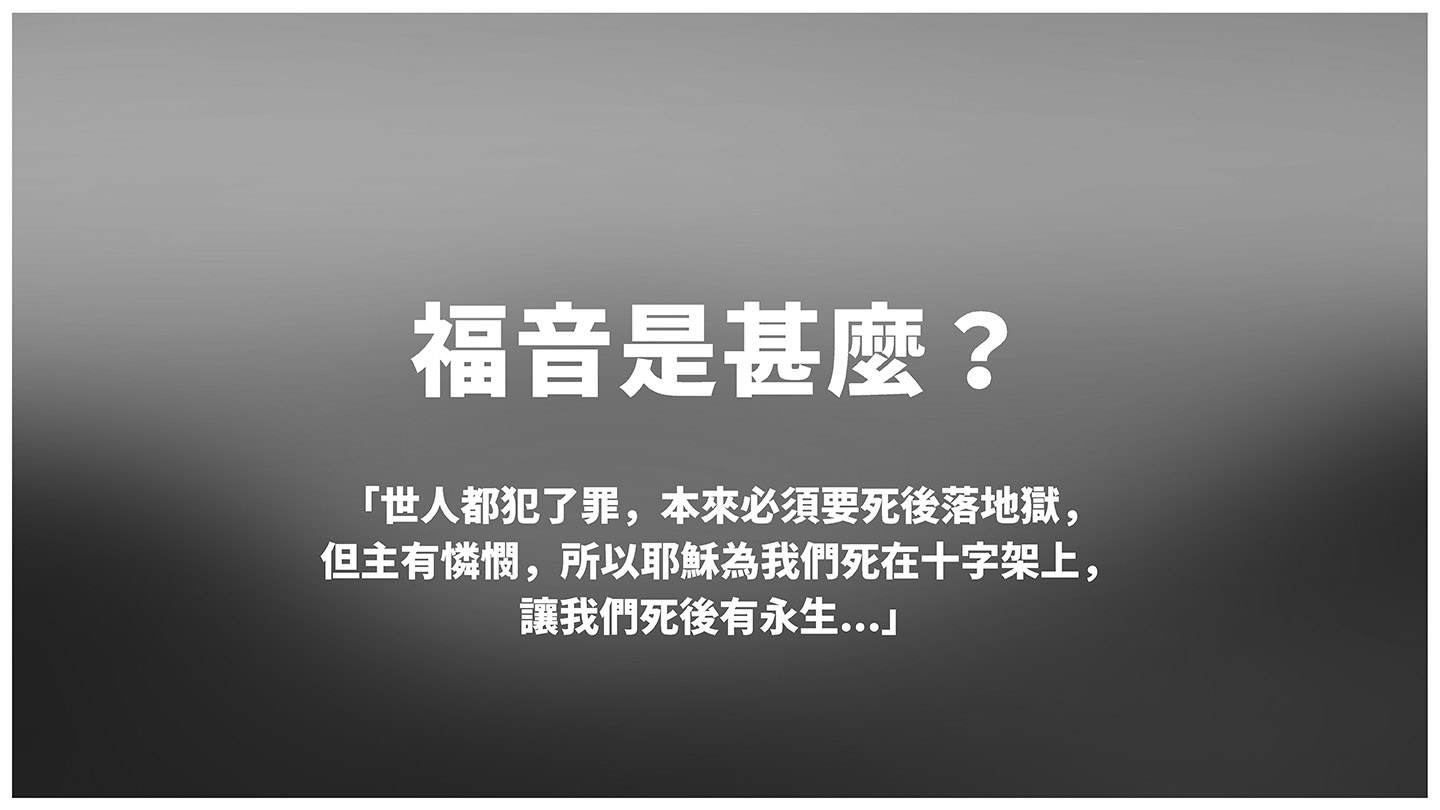 福音是甚麼？
「世人都犯了罪，本來必須要死後落地獄，
但主有憐憫，所以耶穌為我們死在十字架上，
讓我們死後有永生...」